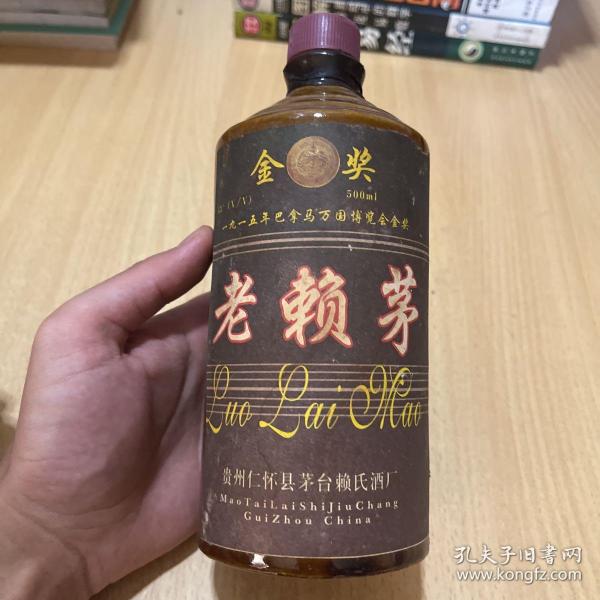 金 奖
(V/V)
500ml
一九一五年巴拿马万国博览会金奖
老赖茅
Luo Lai Mao
贵州仁怀县茅台赖氏酒厂
MaoTaiLaiShiJiuChang
GuiZhou China
孔夫子旧书网
www.kongfz.com